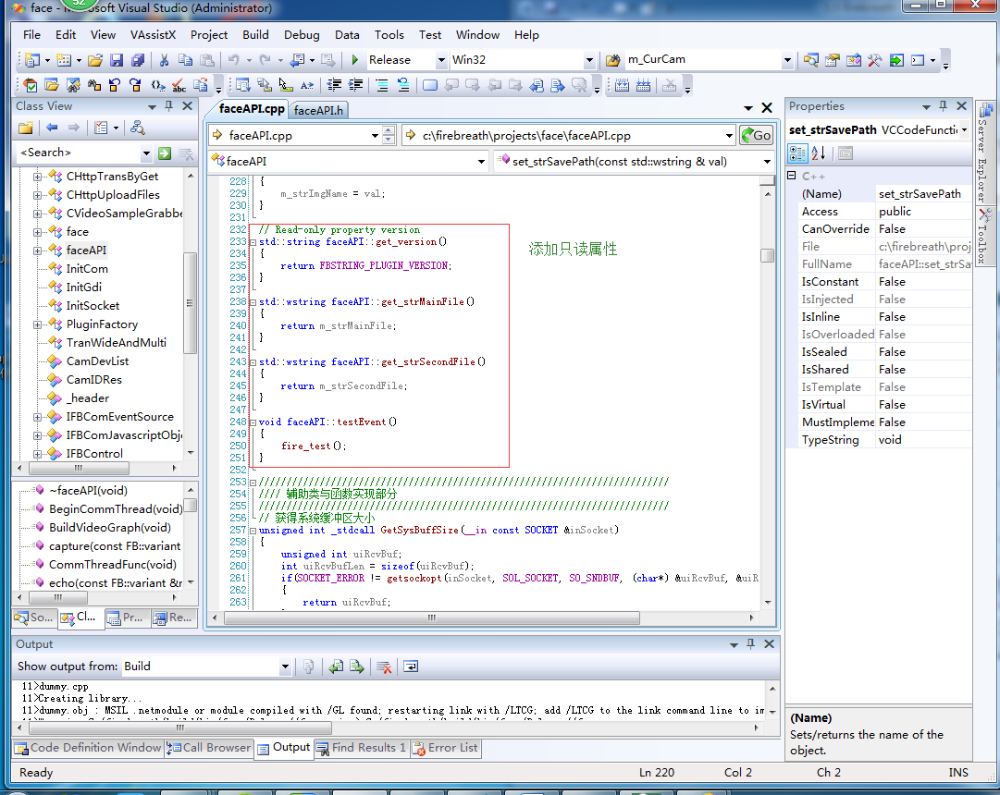 52
face - Microsoft Visual Studio (Administrator)
File Edit View VAssistX Project Build Debug Data Tools Test Window Help
Release Win32 m_CurCam
Class View
<Search>
CHttpTransByGet
CHttpUploadFiles
CVideoSampleGrabbe
face
faceAPI
InitCom
InitGdi
InitSocket
PluginFactory
TranWideAndMulti
CamDevList
CamIDRes
_header
IFBComEventSource
IFBComJavascriptObj
IFBControl
~faceAPI(void)
BeginCommThread(void)
BuildVideoGraph(void)
capture(const FB::variant
CommThreadFunc(void)
echo(const FB::variant &r
So... Cl... Pr... Re...
faceAPI.cpp faceAPI.h
faceAPI.cpp c:\firebreath\projects\face\faceAPI.cpp Go
faceAPI set_strSavePath(const std::wstring & val)
228 {
229 m_strImgName = val;
230 }
231
232 // Read-only property version
233 std::string faceAPI::get_version()
234 {
235 return FBSTRING_PLUGIN_VERSION;
236 }
237
238 std::wstring faceAPI::get_strMainFile()
239 {
240 return m_strMainFile;
241 }
242
243 std::wstring faceAPI::get_strSecondFile()
244 {
245 return m_strSecondFile;
246 }
247
248 void faceAPI::testEvent()
249 {
250 fire_test();
251 }
252
253 ///////////////////////////////////////////////////////////////////////////
254 //// 辅助类与函数实现部分
255 ///////////////////////////////////////////////////////////////////////////
256 // 获得系统缓冲区大小
257 unsigned int _stdcall GetSysBuffSize(__in const SOCKET &inSocket)
258 {
259 unsigned int uiRcvBuf;
260 int uiRcvBufLen = sizeof(uiRcvBuf);
261 if(SOCKET_ERROR != getsockopt(inSocket, SOL_SOCKET, SO_SNDBUF, (char*) &uiRcvBuf, &uiR
262 {
263 return uiRcvBuf;
添加只读属性
Properties
set_strSavePath VCCodeFuncti
C++
(Name) set_strSavePath
Access public
CanOverride False
File c:\firebreath\proj
FullName faceAPI::set_strSa
IsConstant False
IsInjected False
IsInline False
IsOverloaded False
IsSealed False
IsShared False
IsTemplate False
IsVirtual False
MustImpleme False
TypeString void
(Name)
Sets/returns the name of the
object.
Server Explorer
Toolbox
Output
Show output from: Build
11>dummy.cpp
11>Creating library...
11>dummy.obj : MSIL .netmodule or module compiled with /GL found; restarting link with /LTCG; add /LTCG to the link command line to im
Code Definition Window Call Browser Output Find Results 1 Error List
Ready Ln 220 Col 2 Ch 2 INS